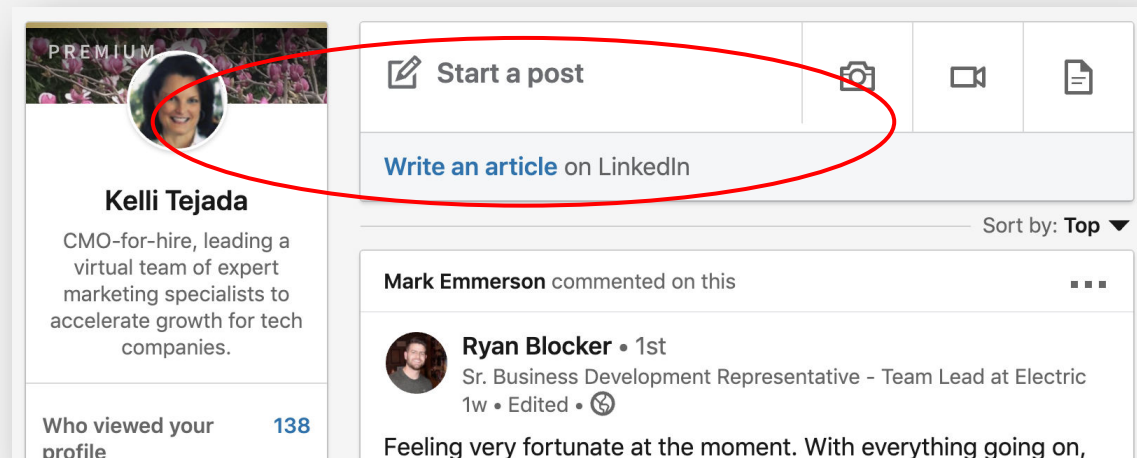 PREMIUM
Kelli Tejada
CMO-for-hire, leading a
virtual team of expert
marketing specialists to
accelerate growth for tech
companies.
Who viewed your 138
profile
Start a post
Write an article on LinkedIn
Sort by: Top
Mark Emmerson commented on this
Ryan Blocker • 1st
Sr. Business Development Representative - Team Lead at Electric
1w • Edited •
Feeling very fortunate at the moment. With everything going on,